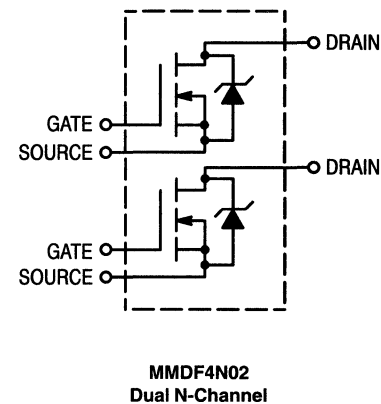 DRAIN
GATE
SOURCE
DRAIN
GATE
SOURCE
MMDF4N02
Dual N-Channel